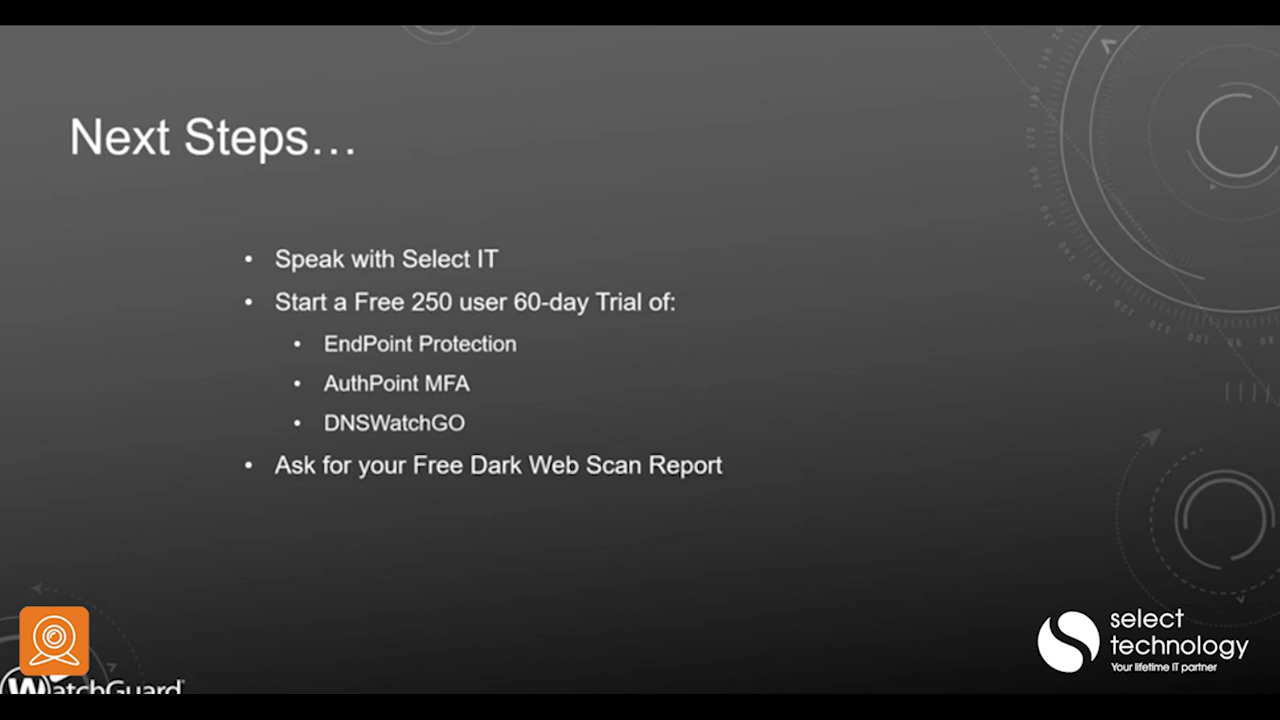 Next Steps…
• Speak with Select IT
• Start a Free 250 user 60-day Trial of:
• EndPoint Protection
• AuthPoint MFA
• DNSWatchGO
• Ask for your Free Dark Web Scan Report
select
technology
Your lifetime IT partner
WatchGuard